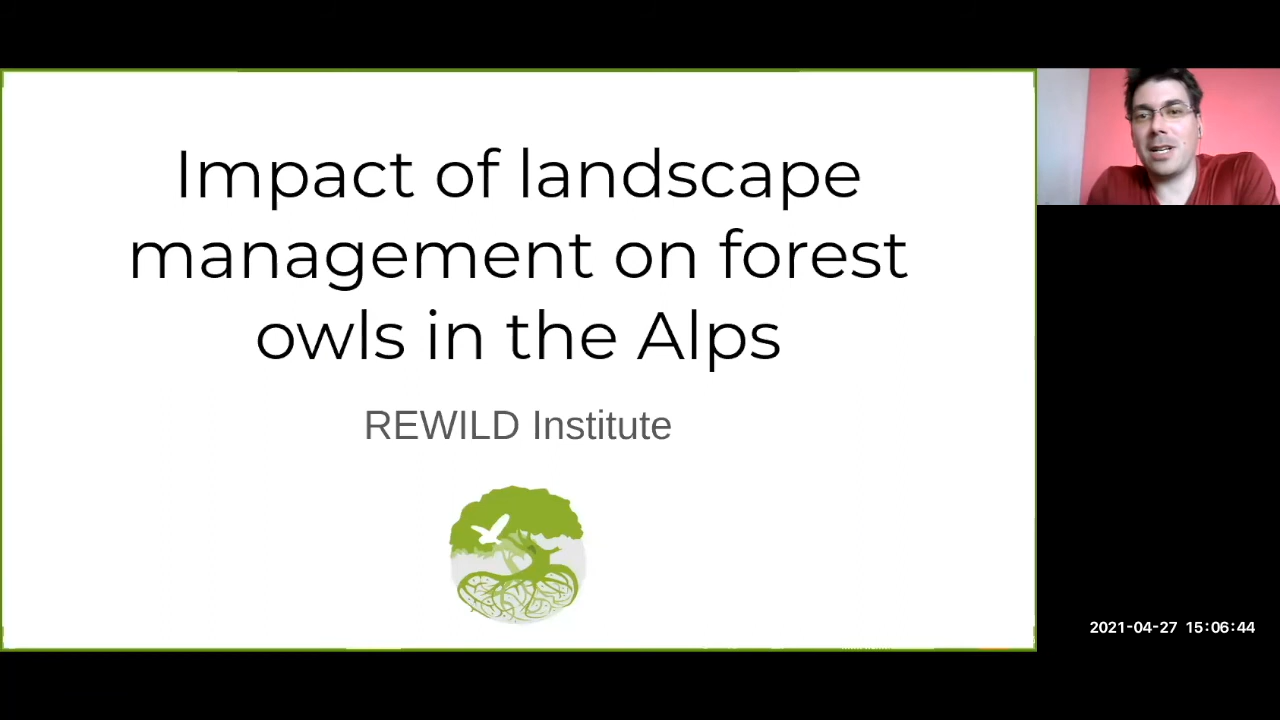 Impact of landscape
management on forest
owls in the Alps
REWILD Institute
2021-04-27 15:06:44